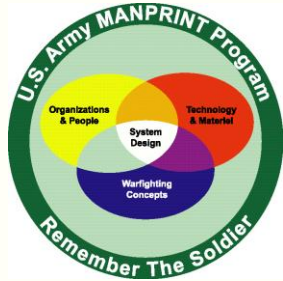 U.S. Army MANPRINT Program
Organizations
& People
Technology
& Materiel
System
Design
Warfighting
Concepts
Remember The Soldier